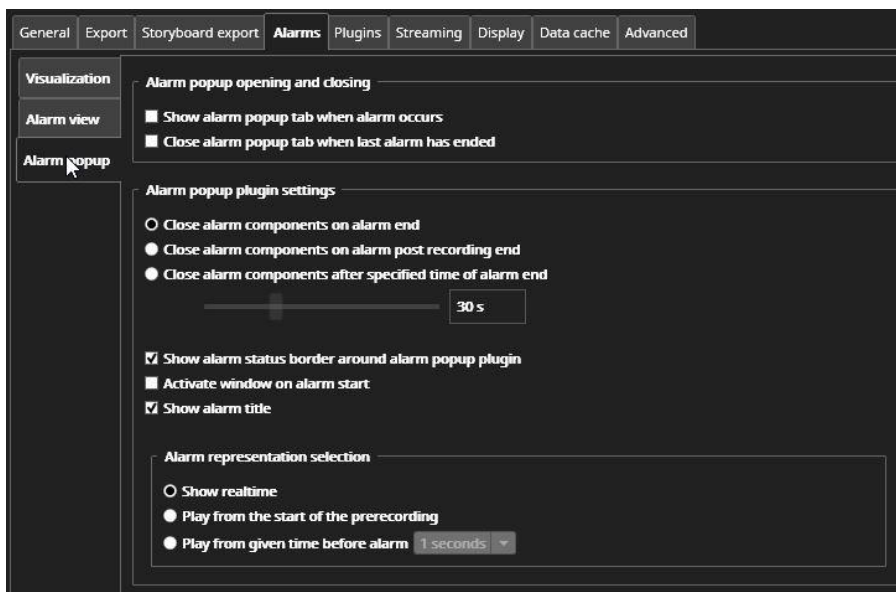 General Export Storyboard export Alarms Plugins Streaming Display Data cache Advanced
Visualization
Alarm view
Alarm popup
Alarm popup opening and closing
Show alarm popup tab when alarm occurs
Close alarm popup tab when last alarm has ended
Alarm popup plugin settings
Close alarm components on alarm end
Close alarm components on alarm post recording end
Close alarm components after specified time of alarm end
30 s
Show alarm status border around alarm popup plugin
Activate window on alarm start
Show alarm title
Alarm representation selection
Show realtime
Play from the start of the prerecording
Play from given time before alarm 1 seconds